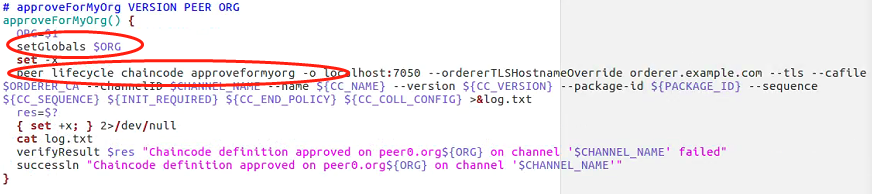 # approveForMyOrg VERSION PEER ORG
approveForMyOrg() {
ORG=$1
setGlobals $ORG
set -x
peer lifecycle chaincode approveformyorg -o localhost:7050 --ordererTLSHostnameOverride orderer.example.com --tls --cafile
$ORDERER_CA --channelID $CHANNEL_NAME --name ${CC_NAME} --version ${CC_VERSION} --package-id ${PACKAGE_ID} --sequence
${CC_SEQUENCE} ${INIT_REQUIRED} ${CC_END_POLICY} ${CC_COLL_CONFIG} >&log.txt
res=$?
{ set +x; } 2>/dev/null
cat log.txt
verifyResult $res "Chaincode definition approved on peer0.org${ORG} on channel '$CHANNEL_NAME' failed"
successln "Chaincode definition approved on peer0.org${ORG} on channel '$CHANNEL_NAME'"
}